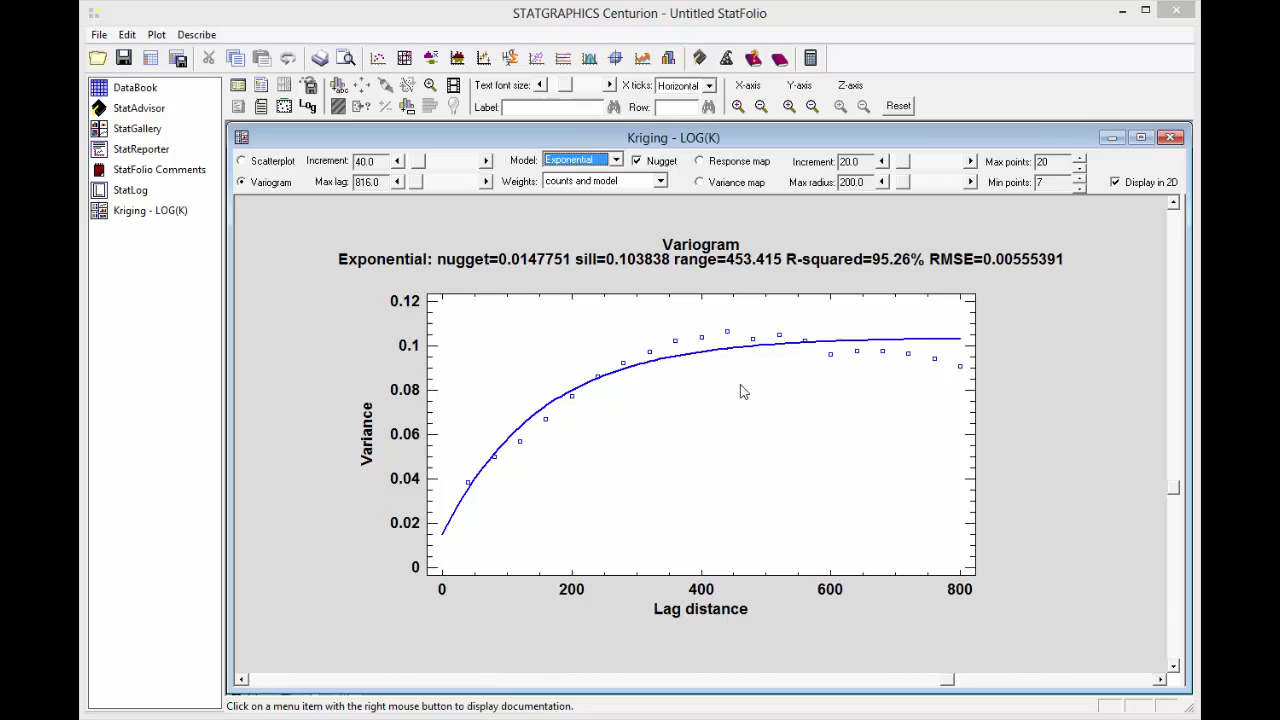 STATGRAPHICS Centurion - Untitled StatFolio
File Edit Plot Describe
Text font size: X ticks: Horizontal X-axis Y-axis Z-axis
Log Label: Row: Reset
DataBook
StatAdvisor
StatGallery
StatReporter
StatFolio Comments
StatLog
Kriging - LOG(K)
Kriging - LOG(K)
Scatterplot Increment: 40.0 Model: Exponential Nugget Response map Increment: 20.0 Max points: 20
Variogram Max lag: 816.0 Weights: counts and model Variance map Max radius: 200.0 Min points: 7 Display in 2D
Variogram
Exponential: nugget=0.0147751 sill=0.103838 range=453.415 R-squared=95.26% RMSE=0.00555391
0.12
0.1
0.08
0.06
0.04
0.02
0
Variance
0 200 400 600 800
Lag distance
Click on a menu item with the right mouse button to display documentation.